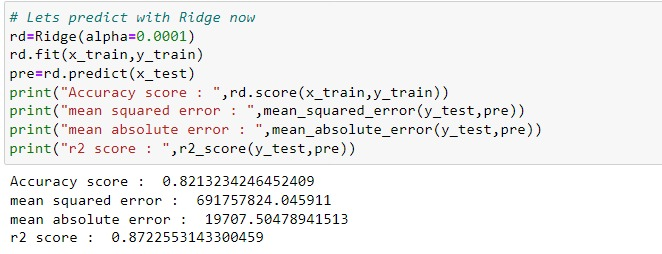 # Lets predict with Ridge now
rd=Ridge(alpha=0.0001)
rd.fit(x_train,y_train)
pre=rd.predict(x_test)
print("Accuracy score : ",rd.score(x_train,y_train))
print("mean squared error : ",mean_squared_error(y_test,pre))
print("mean absolute error : ",mean_absolute_error(y_test,pre))
print("r2 score : ",r2_score(y_test,pre))
Accuracy score :  0.8213234246452409
mean squared error :  691757824.045911
mean absolute error :  19707.50478941513
r2 score :  0.8722553143300459